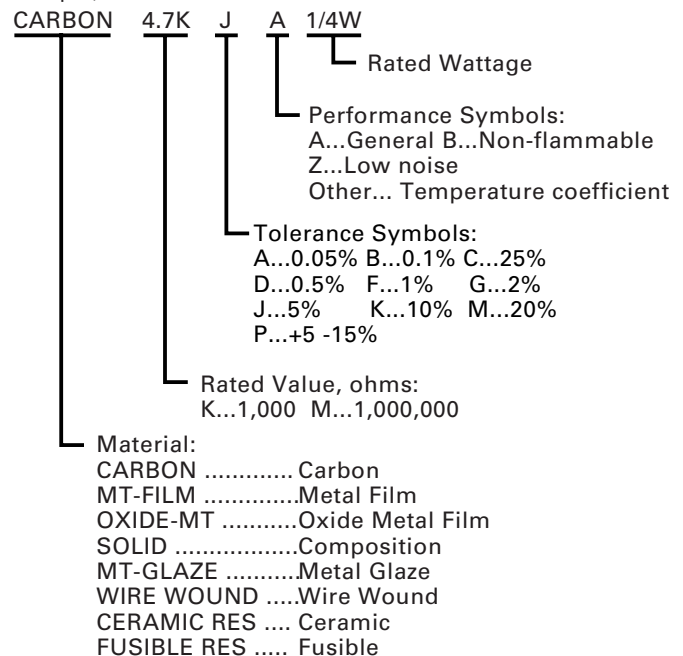 CARBON 4.7K J A 1/4W
Rated Wattage
Performance Symbols:
A...General B...Non-flammable
Z...Low noise
Other... Temperature coefficient
Tolerance Symbols:
A...0.05% B...0.1% C...25%
D...0.5% F...1% G...2%
J...5% K...10% M...20%
P...+5 -15%
Rated Value, ohms:
K...1,000 M...1,000,000
Material:
CARBON ............. Carbon
MT-FILM ..............Metal Film
OXIDE-MT ...........Oxide Metal Film
SOLID ..................Composition
MT-GLAZE ...........Metal Glaze
WIRE WOUND .....Wire Wound
CERAMIC RES .... Ceramic
FUSIBLE RES ..... Fusible